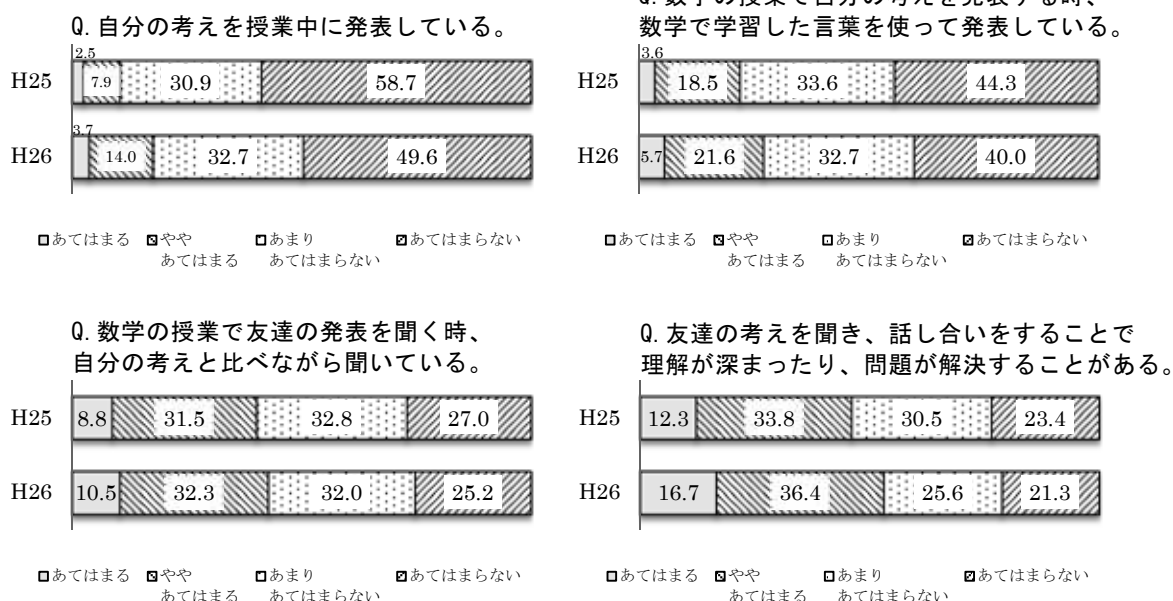 Q. 自分の考えを授業中に発表している。
H25 2.5 7.9 30.9 58.7
H26 3.7 14.0 32.7 49.6
□あてはまる □やや □あまり □あてはまらない
あてはまる あてはまらない
数学で学習した言葉を使って発表している。
H25 3.6 18.5 33.6 44.3
H26 5.7 21.6 32.7 40.0
□あてはまる □やや □あまり □あてはまらない
あてはまる あてはまらない
Q. 数学の授業で友達の発表を聞く時、
自分の考えと比べながら聞いている。
H25 8.8 31.5 32.8 27.0
H26 10.5 32.3 32.0 25.2
□あてはまる □やや □あまり □あてはまらない
あてはまる あてはまらない
Q. 友達の考えを聞き、話し合いをすることで
理解が深まったり、問題が解決することがある。
H25 12.3 33.8 30.5 23.4
H26 16.7 36.4 25.6 21.3
□あてはまる □やや □あまり □あてはまらない
あてはまる あてはまらない